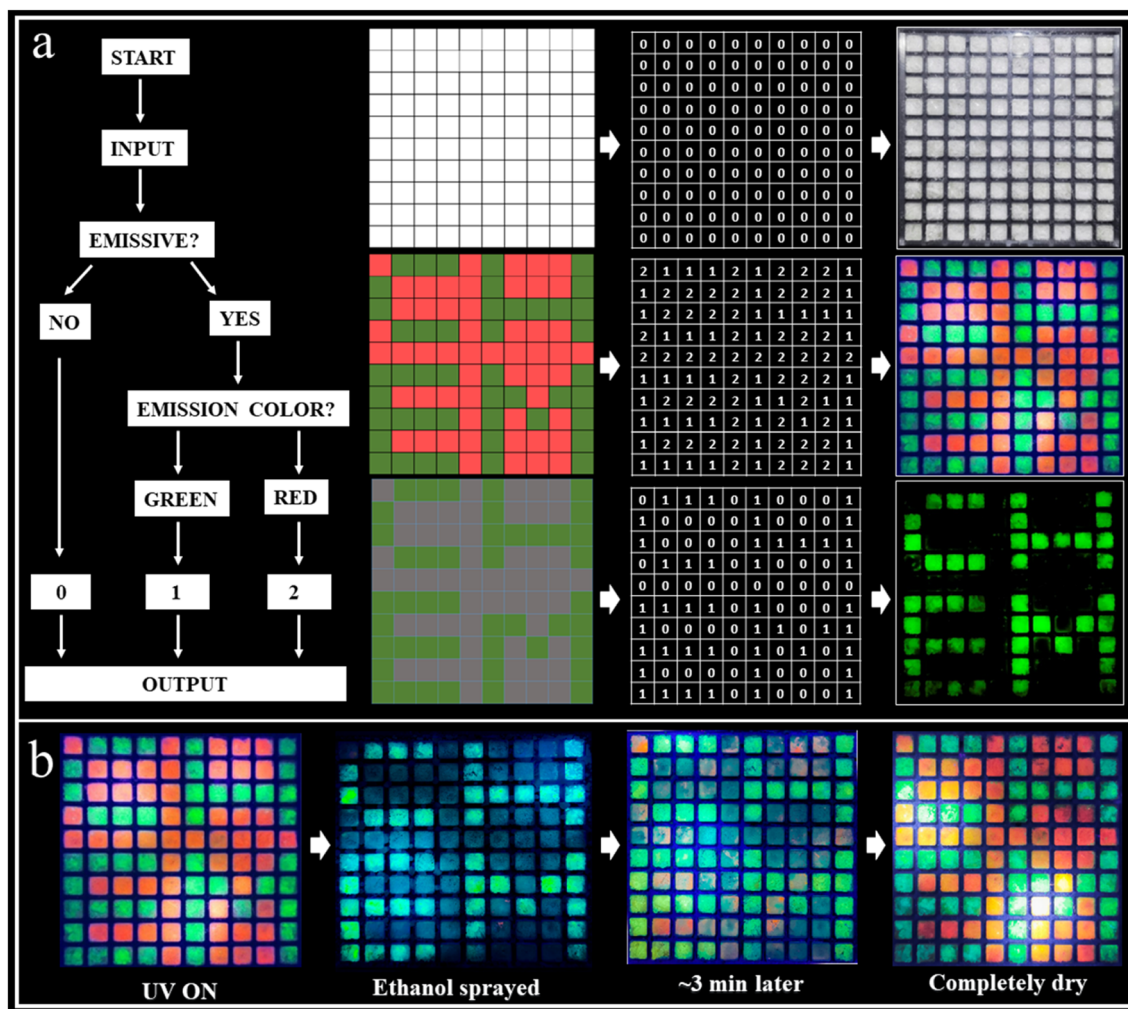 a
START
INPUT
EMISSIVE?
NO
YES
EMISSION COLOR?
GREEN
RED
0
1
2
OUTPUT
0 0 0 0 0 0 0 0 0 0
0 0 0 0 0 0 0 0 0 0
0 0 0 0 0 0 0 0 0 0
0 0 0 0 0 0 0 0 0 0
0 0 0 0 0 0 0 0 0 0
0 0 0 0 0 0 0 0 0 0
0 0 0 0 0 0 0 0 0 0
0 0 0 0 0 0 0 0 0 0
0 0 0 0 0 0 0 0 0 0
0 0 0 0 0 0 0 0 0 0
2 1 1 1 2 1 2 2 2 1
1 2 2 2 2 1 2 2 2 1
1 2 2 2 2 1 1 1 1 1
2 1 1 1 2 1 2 2 2 1
2 2 2 2 2 2 2 2 2 2
1 1 1 1 2 1 2 2 2 1
1 2 2 2 2 1 1 2 1 1
1 1 1 1 2 1 2 1 2 1
1 2 2 2 2 1 2 2 2 1
1 1 1 1 2 1 2 2 2 1
0 1 1 1 0 1 0 0 0 1
1 0 0 0 0 1 0 0 0 1
1 0 0 0 0 1 1 1 1 1
0 1 1 1 0 1 0 0 0 1
0 0 0 0 0 0 0 0 0 0
1 1 1 1 0 1 0 0 0 1
1 0 0 0 0 1 1 0 1 1
1 1 1 1 0 1 0 1 0 1
1 0 0 0 0 1 0 0 0 1
1 1 1 1 0 1 0 0 0 1
b
UV ON
Ethanol sprayed
~3 min later
Completely dry